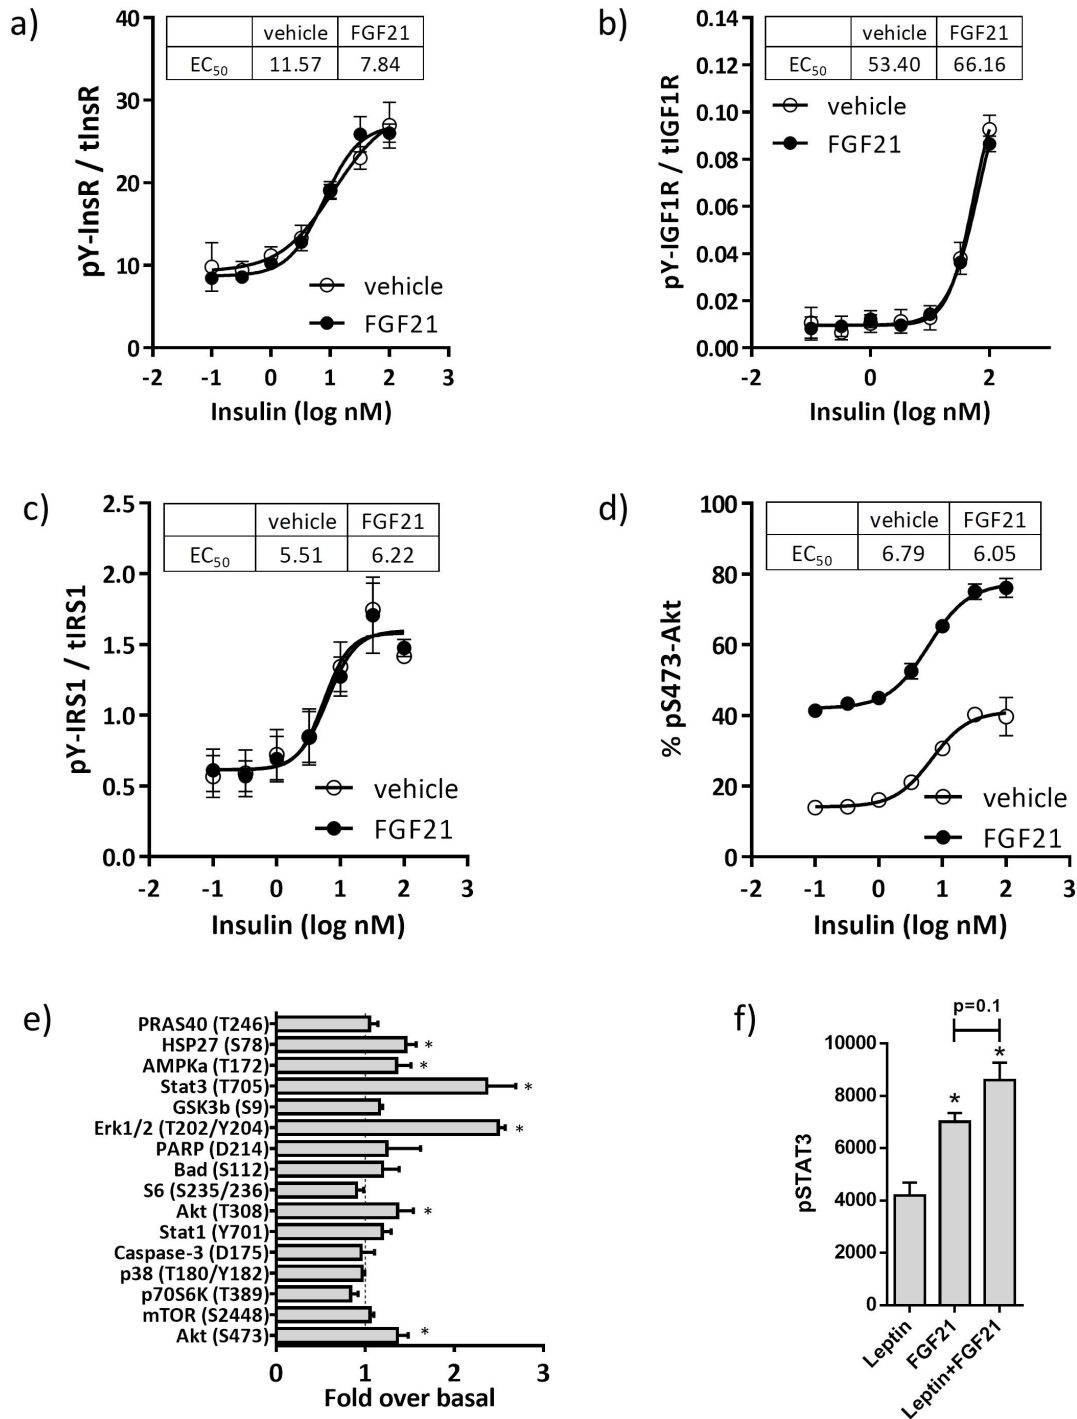 a)
40
30
20
10
0
pY-InsR / tInsR
vehicle FGF21
EC50 11.57 7.84
vehicle
FGF21
-2 -1 0 1 2 3
Insulin (log nM)
b)
0.14
0.12
0.10
0.08
0.06
0.04
0.02
0.00
pY-IGF1R / tIGF1R
vehicle FGF21
EC50 53.40 66.16
vehicle
FGF21
-2 0 2
Insulin (log nM)
c)
2.5
2.0
1.5
1.0
0.5
0.0
pY-IRS1 / tIRS1
vehicle FGF21
EC50 5.51 6.22
vehicle
FGF21
-2 -1 0 1 2 3
Insulin (log nM)
d)
100
80
60
40
20
0
% pS473-Akt
vehicle FGF21
EC50 6.79 6.05
vehicle
FGF21
-2 -1 0 1 2 3
Insulin (log nM)
e)
PRAS40 (T246)
HSP27 (S78) *
AMPKa (T172) *
Stat3 (T705) *
GSK3b (S9)
Erk1/2 (T202/Y204) *
PARP (D214)
Bad (S112)
S6 (S235/236)
Akt (T308) *
Stat1 (Y701)
Caspase-3 (D175)
p38 (T180/Y182)
p70S6K (T389)
mTOR (S2448)
Akt (S473) *
0 1 2 3
Fold over basal
f)
p=0.1
* *
10000
8000
6000
4000
2000
0
pSTAT3
Leptin
FGF21
Leptin+FGF21